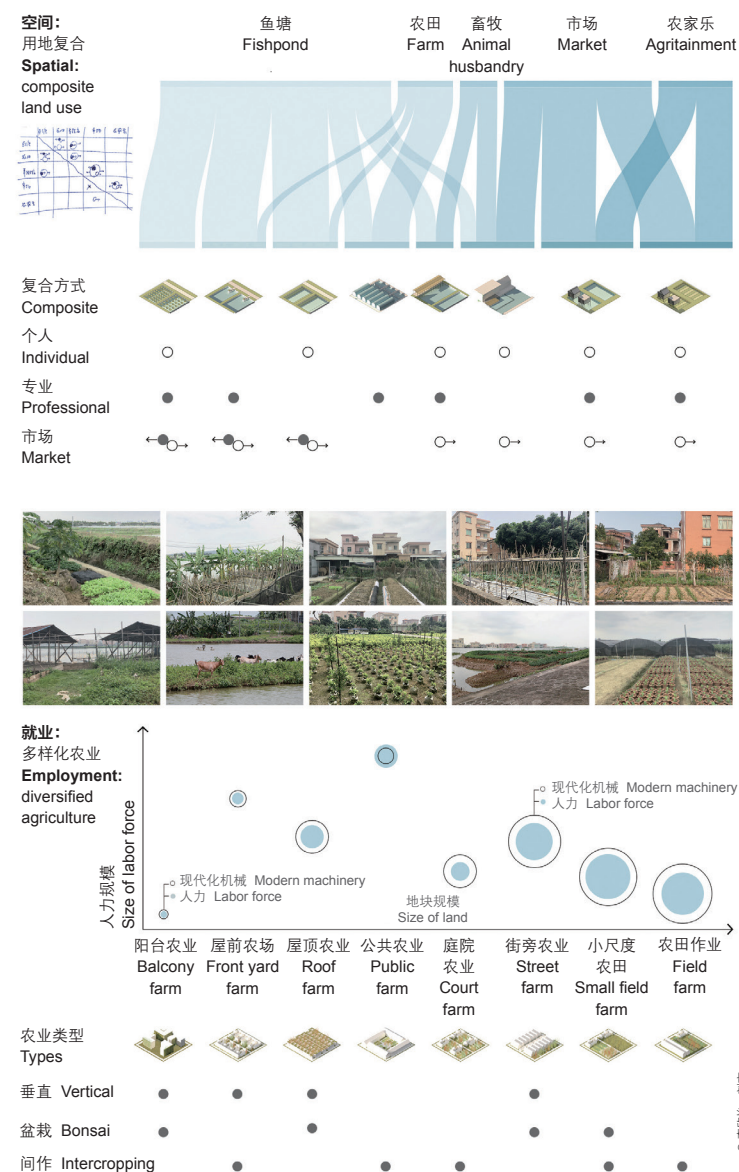 空间：
用地复合
Spatial:
composite
land use
鱼塘
Fishpond
农田
Farm
畜牧
Animal
husbandry
市场
Market
农家乐
Agritainment
复合方式
Composite
个人
Individual
专业
Professional
市场
Market
就业：
多样化农业
Employment:
diversified
agriculture
人力规模
Size of labor force
现代化机械 Modern machinery
人力 Labor force
现代化机械 Modern machinery
人力 Labor force
地块规模
Size of land
阳台农业
Balcony
farm
屋前农场
Front yard
farm
屋顶农业
Roof
farm
公共农业
Public
farm
庭院
农业
Court
farm
街旁农业
Street
farm
小尺度
农田
Small field
farm
农田作业
Field
farm
农业类型
Types
垂直 Vertical
盆栽 Bonsai
间作 Intercropping